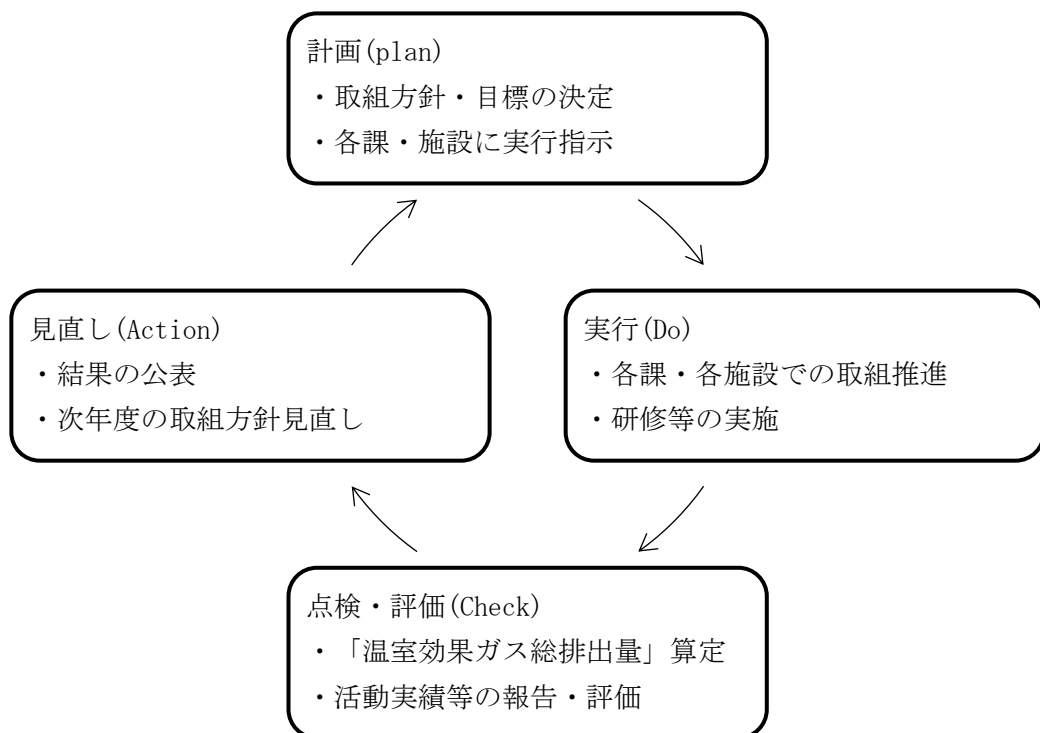 計画(plan)
・取組方針・目標の決定
・各課・施設に実行指示
見直し(Action)
・結果の公表
・次年度の取組方針見直し
実行(Do)
・各課・各施設での取組推進
・研修等の実施
点検・評価(Check)
・「温室効果ガス総排出量」算定
・活動実績等の報告・評価